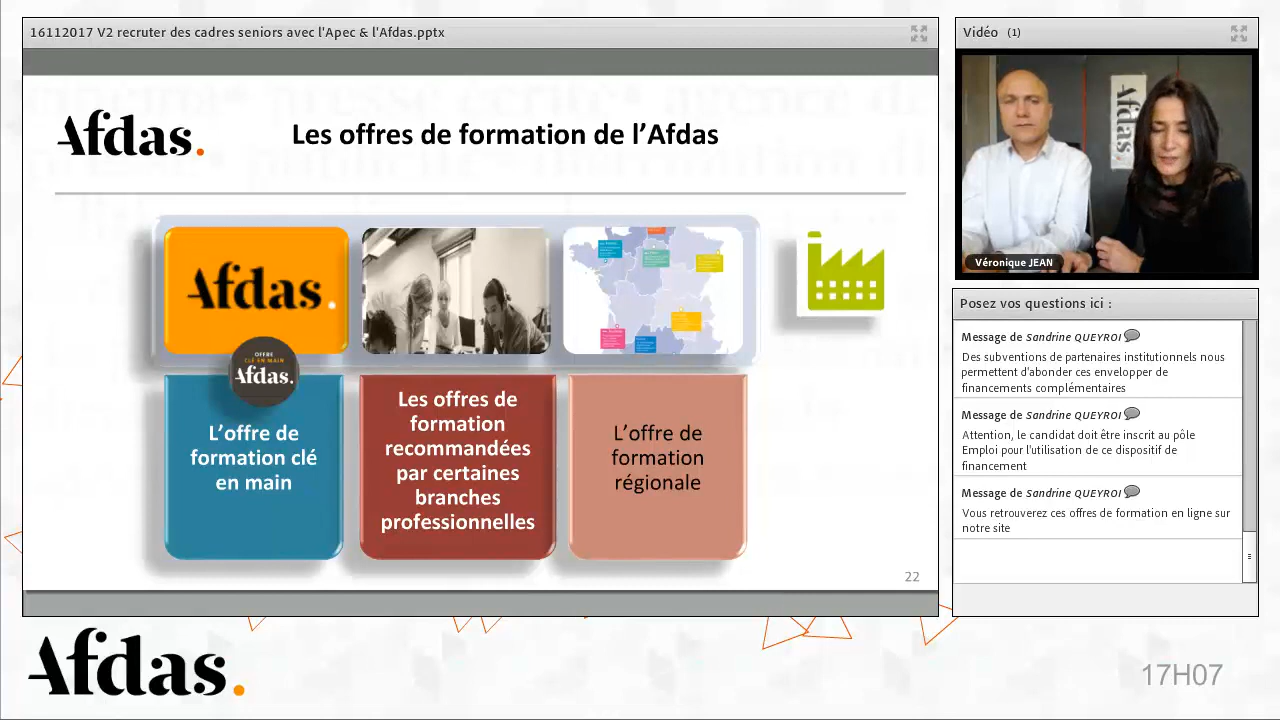 16112017 V2 recruter des cadres seniors avec l'Apec & l'Afdas.pptx
Afdas.
Les offres de formation de l’Afdas
Afdas.
OFFRE
CLÉ EN MAIN
Afdas.
L’offre de
formation clé
en main
Les offres de
formation
recommandées
par certaines
branches
professionnelles
L’offre de
formation
régionale
22
Vidéo (1)
Afdas.
Véronique JEAN
Posez vos questions ici :
Message de Sandrine QUEYROI
Des subventions de partenaires institutionnels nous
permettent d'abonder ces envelopper de
financements complémentaires
Message de Sandrine QUEYROI
Attention, le candidat doit être inscrit au pôle
Emploi pour l'utilisation de ce dispositif de
financement
Message de Sandrine QUEYROI
Vous retrouverez ces offres de formation en ligne sur
notre site
Afdas.
17H07